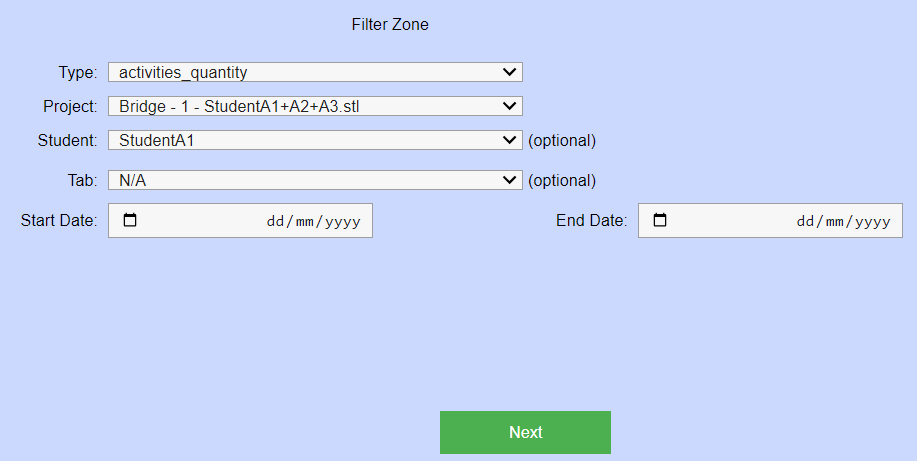 Filter Zone
Type: activities_quantity
Project: Bridge - 1 - StudentA1+A2+A3.stl
Student: StudentA1 (optional)
Tab: N/A (optional)
Start Date: dd/mm/yyyy End Date: dd/mm/yyyy
Next